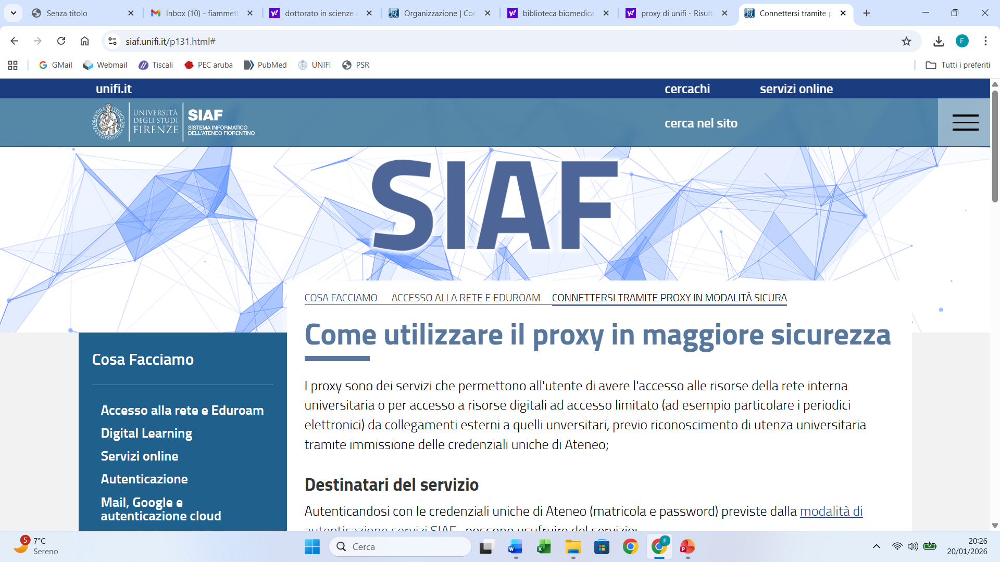 Senza titolo
Inbox (10) - fiammett
dottorato in scienze
Organizzazione | Co
biblioteca biomedica
proxy di unifi - Risult
Connettersi tramite p
siaf.unifi.it/p131.html#
F
GMail
Webmail
Tiscali
PEC aruba
PubMed
UNIFI
PSR
Tutti i preferiti
unifi.it
cercachi
servizi online
UNIVERSITÀ
DEGLI STUDI
FIRENZE
SIAF
SISTEMA INFORMATICO
DELL'ATENEO FIORENTINO
cerca nel sito
SIAF
COSA FACCIAMO
ACCESSO ALLA RETE E EDUROAM
CONNETTERSI TRAMITE PROXY IN MODALITÀ SICURA
Come utilizzare il proxy in maggiore sicurezza
Cosa Facciamo
Accesso alla rete e Eduroam
Digital Learning
Servizi online
Autenticazione
Mail, Google e
autenticazione cloud
I proxy sono dei servizi che permettono all'utente di avere l'accesso alle risorse della rete interna
universitaria o per accesso a risorse digitali ad accesso limitato (ad esempio particolare i periodici
elettronici) da collegamenti esterni a quelli unversitari, previo riconoscimento di utenza universitaria
tramite immissione delle credenziali uniche di Ateneo;
Destinatari del servizio
Autenticandosi con le credenziali uniche di Ateneo (matricola e password) previste dalla modalità di
autenticazione servizi SIAF , possono usufruire del servizio:
5
7°C
Sereno
Cerca
20:26
20/01/2026